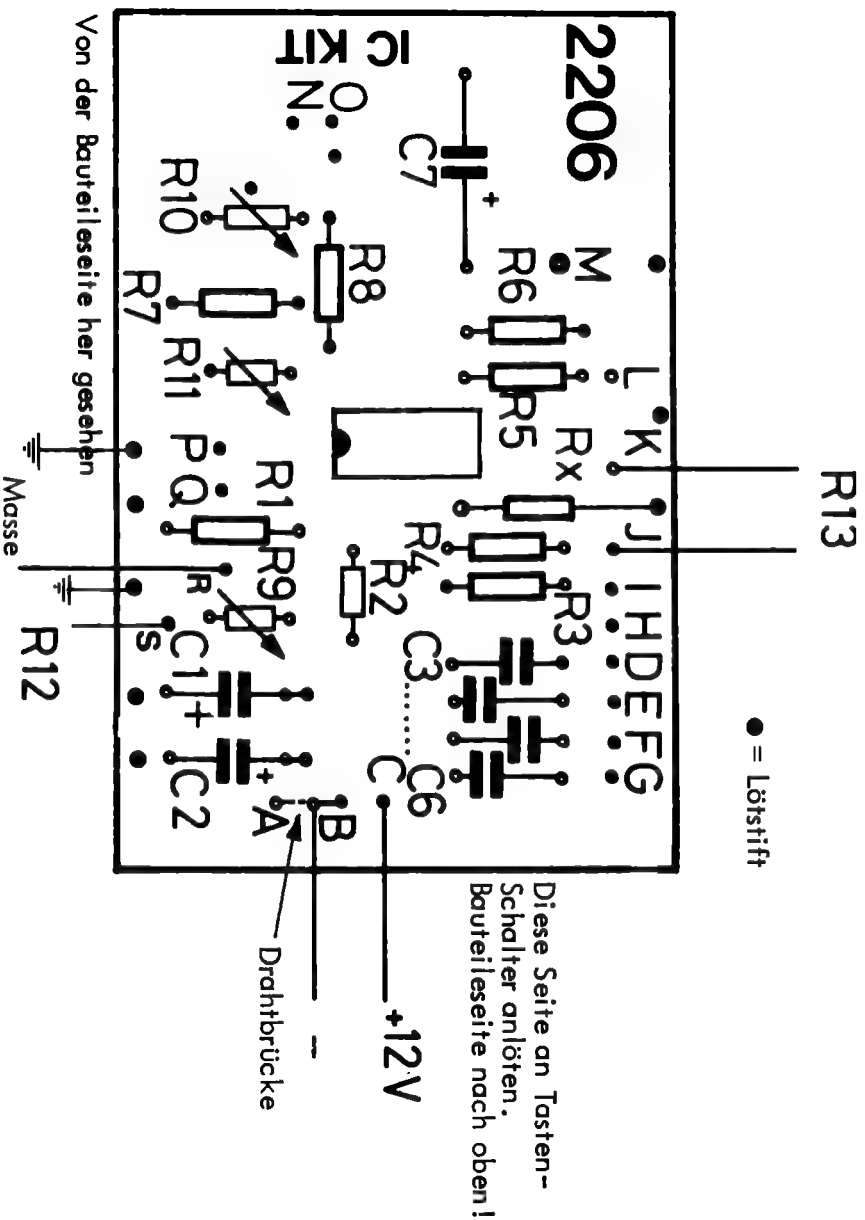 R13
● = Lötstift
2206
IC KIT
M
L
K
J
I
H
D
E
F
G
C7
+
R6
R5
Rx
R4
R3
C3.......C6
C
O
N
R8
R2
B
A
R10
R7
R11
P
Q
R1
R9
R
S
C1
+
C2
+
Von der Bauteileseite her gesehen
Masse
R12
Drahtbrücke
–
+12V
Diese Seite an Tasten-
Schalter anlöten.
Bauteileseite nach oben!